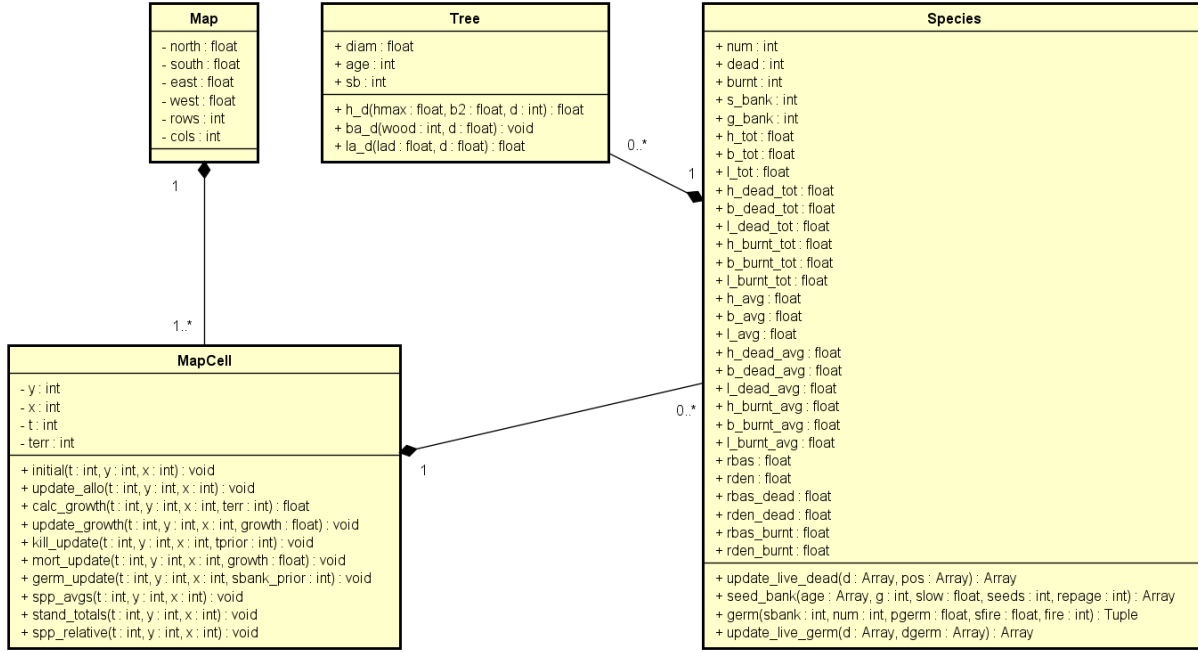 Map
- north : float
- south : float
- east : float
- west : float
- rows : int
- cols : int
1
1..*
Tree
+ diam : float
+ age : int
+ sb : int
+ h_d(hmax : float, b2 : float, d : int) : float
+ ba_d(wood : int, d : float) : void
+ la_d(lad : float, d : float) : float
0..*
1
Species
+ num : int
+ dead : int
+ burnt : int
+ s_bank : int
+ g_bank : int
+ h_tot : float
+ b_tot : float
+ l_tot : float
+ h_dead_tot : float
+ b_dead_tot : float
+ l_dead_tot : float
+ h_burnt_tot : float
+ b_burnt_tot : float
+ l_burnt_tot : float
+ h_avg : float
+ b_avg : float
+ l_avg : float
+ h_dead_avg : float
+ b_dead_avg : float
+ l_dead_avg : float
+ h_burnt_avg : float
+ b_burnt_avg : float
+ l_burnt_avg : float
+ rbas : float
+ rden : float
+ rbas_dead : float
+ rden_dead : float
+ rbas_burnt : float
+ rden_burnt : float
+ update_live_dead(d : Array, pos : Array) : Array
+ seed_bank(age : Array, g : int, slow : float, seeds : int, repage : int) : Array
+ germ(sbank : int, num : int, pgerm : float, sfire : float, fire : int) : Tuple
+ update_live_germ(d : Array, dgerm : Array) : Array
MapCell
- y : int
- x : int
- t : int
- terr : int
+ initial(t : int, y : int, x : int) : void
+ update_allo(t : int, y : int, x : int) : void
+ calc_growth(t : int, y : int, x : int, terr : int) : float
+ update_growth(t : int, y : int, x : int, growth : float) : void
+ kill_update(t : int, y : int, x : int, tprior : int) : void
+ mort_update(t : int, y : int, x : int, growth : float) : void
+ germ_update(t : int, y : int, x : int, sbank_prior : int) : void
+ spp_avgs(t : int, y : int, x : int) : void
+ stand_totals(t : int, y : int, x : int) : void
+ spp_relative(t : int, y : int, x : int) : void
1
0..*